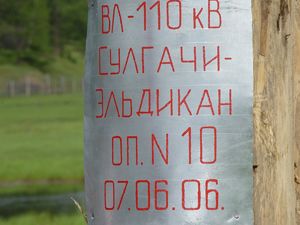 ВЛ-110 кВ
СУЛГАЧИ-
ЭЛЬДИКАН
ОП. N 10
07.06.06.